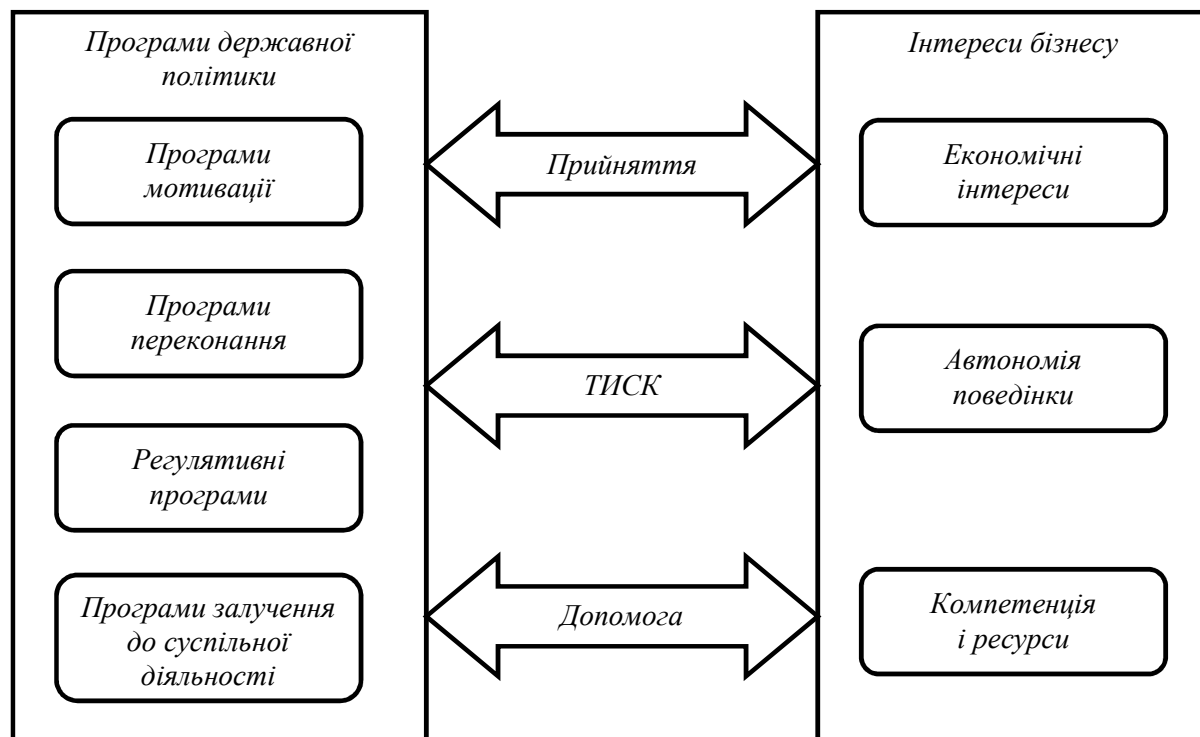 Програми державної
політики
Програми
мотивації
Програми
переконання
Регулятивні
програми
Програми залучення
до суспільної
діяльності
Прийняття
ТИСК
Допомога
Інтереси бізнесу
Економічні
інтереси
Автономія
поведінки
Компетенція
і ресурси